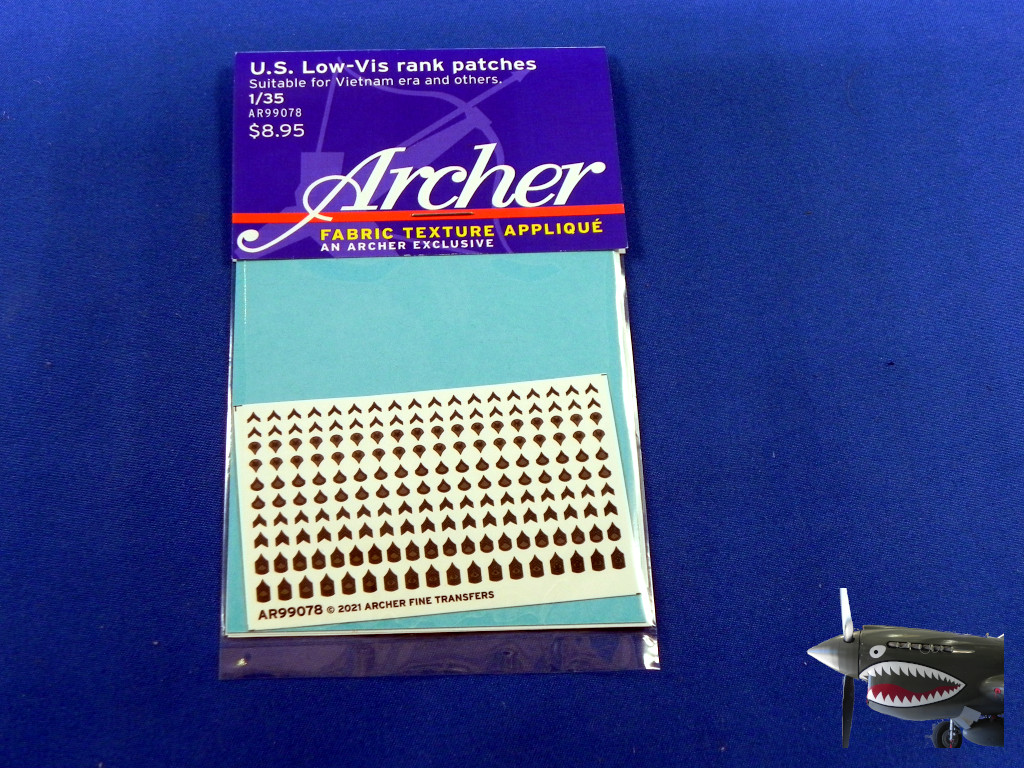 U.S. Low-Vis rank patches
Suitable for Vietnam era and others.
1/35
AR99078
$8.95
Archer
FABRIC TEXTURE APPLIQUÉ
AN ARCHER EXCLUSIVE
AR99078 © 2021 ARCHER FINE TRANSFERS